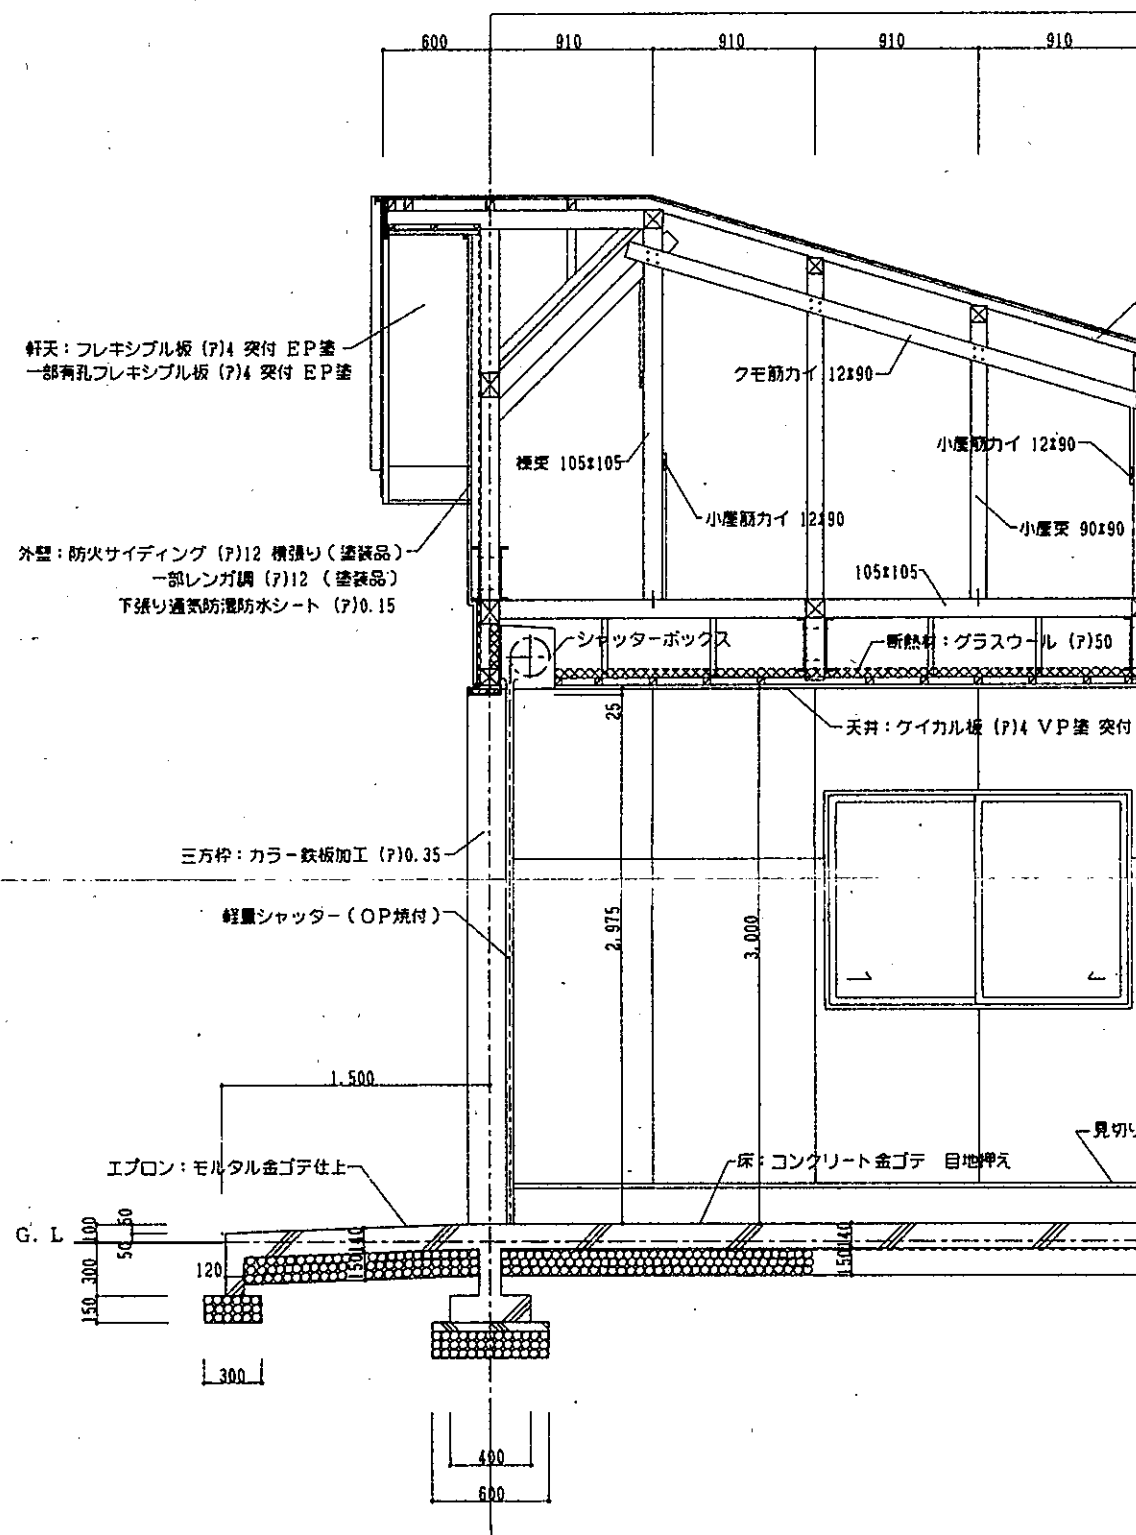 600
910
910
910
910
軒天：フレキシブル板 (ｱ)4 突付 EP塗
一部有孔フレキシブル板 (ｱ)4 突付 EP塗
クモ筋カイ 12x90
小屋筋カイ 12x90
棟束 105x105
小屋筋カイ 12x90
小屋束 90x90
外壁：防火サイディング (ｱ)12 横張り（塗装品）
一部レンガ調 (ｱ)12 （塗装品）
下張り通気防湿防水シート (ｱ)0.15
105x105
シャッターボックス
断熱材：グラスウール (ｱ)50
25
天井：ケイカル板 (ｱ)4 VP塗 突付
三方枠：カラー鉄板加工 (ｱ)0.35
軽量シャッター（OP焼付）
2,975
3,000
1,500
見切り
エプロン：モルタル金ゴテ仕上
床：コンクリート金ゴテ 目地押え
G. L
100
50
50
300
150
120
150
140
150
140
300
400
600